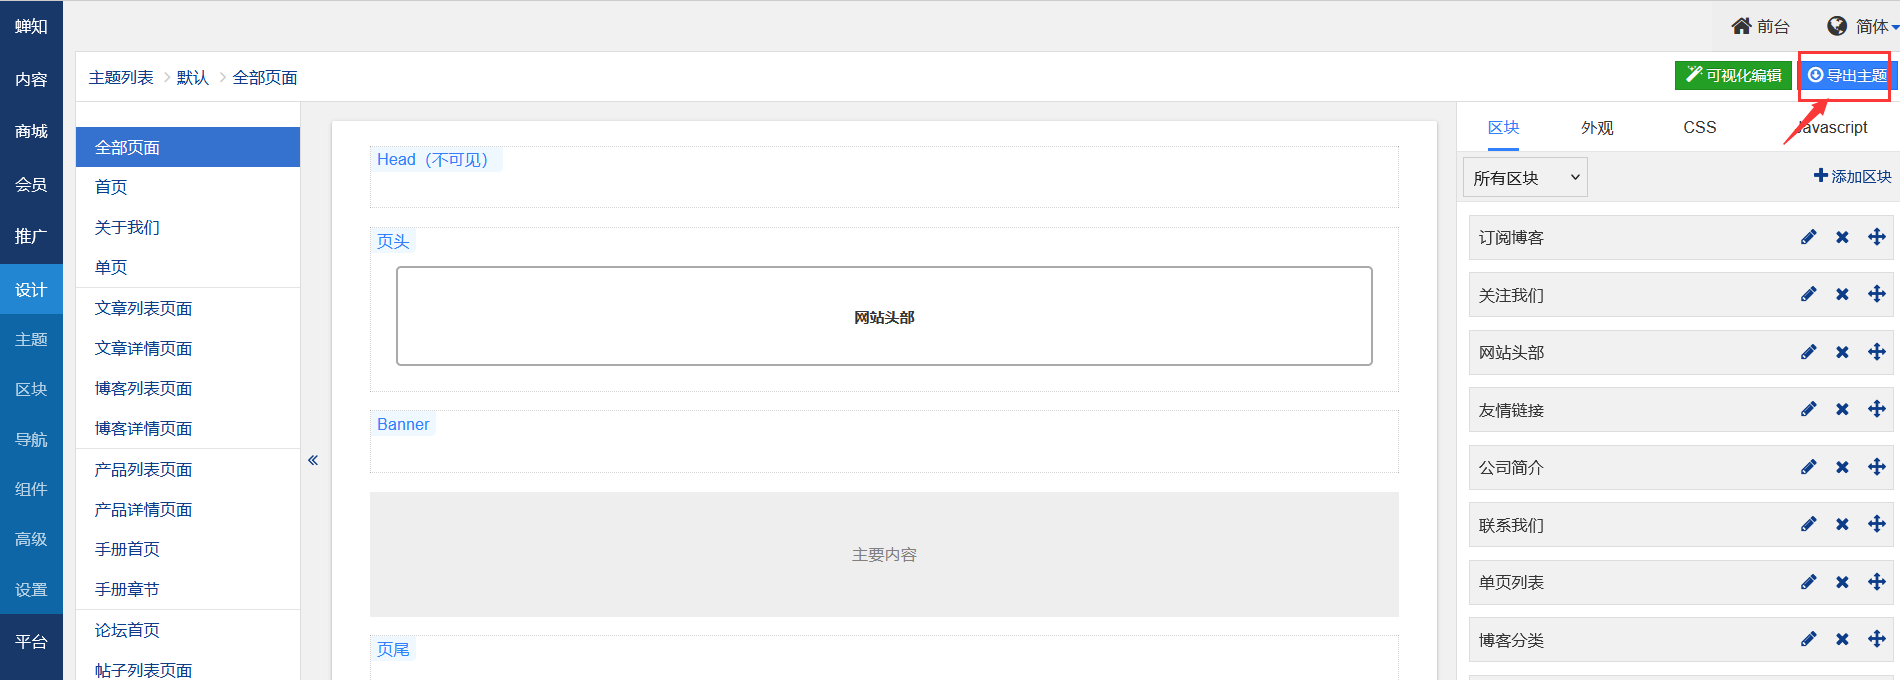 蝉知
内容
商城
会员
推广
设计
主题
区块
导航
组件
高级
设置
平台
前台
简体
主题列表
默认
全部页面
可视化编辑
导出主题
全部页面
首页
关于我们
单页
文章列表页面
文章详情页面
博客列表页面
博客详情页面
产品列表页面
产品详情页面
手册首页
手册章节
论坛首页
帖子列表页面
Head（不可见）
页头
网站头部
Banner
主要内容
页尾
区块
外观
CSS
Javascript
所有区块
添加区块
订阅博客
关注我们
网站头部
友情链接
公司简介
联系我们
单页列表
博客分类